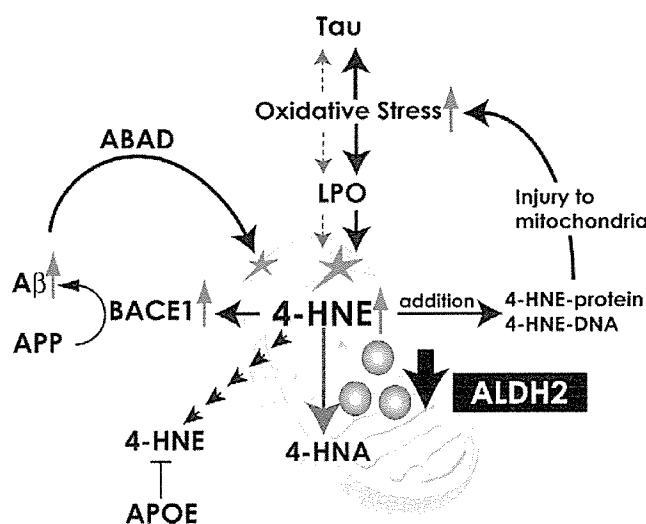 Tau
Oxidative Stress
ABAD
LPO
Injury to
mitochondria
Aβ
BACE1
4-HNE
addition
4-HNE-protein
4-HNE-DNA
APP
ALDH2
4-HNE
4-HNA
APOE